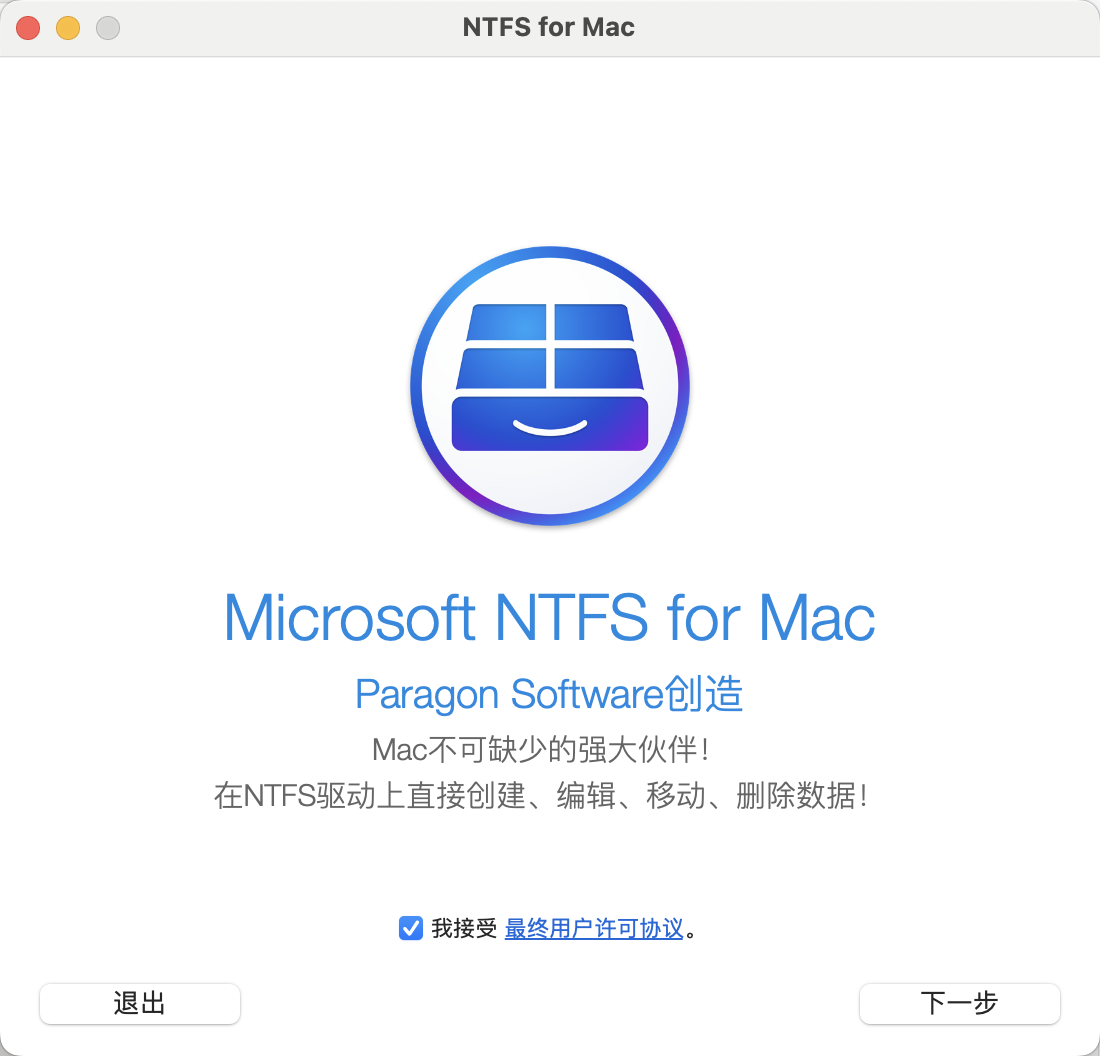 NTFS for Mac
Microsoft NTFS for Mac
Paragon Software创造
Mac不可缺少的强大伙伴！
在NTFS驱动上直接创建、编辑、移动、删除数据！
我接受 最终用户许可协议。
退出
下一步